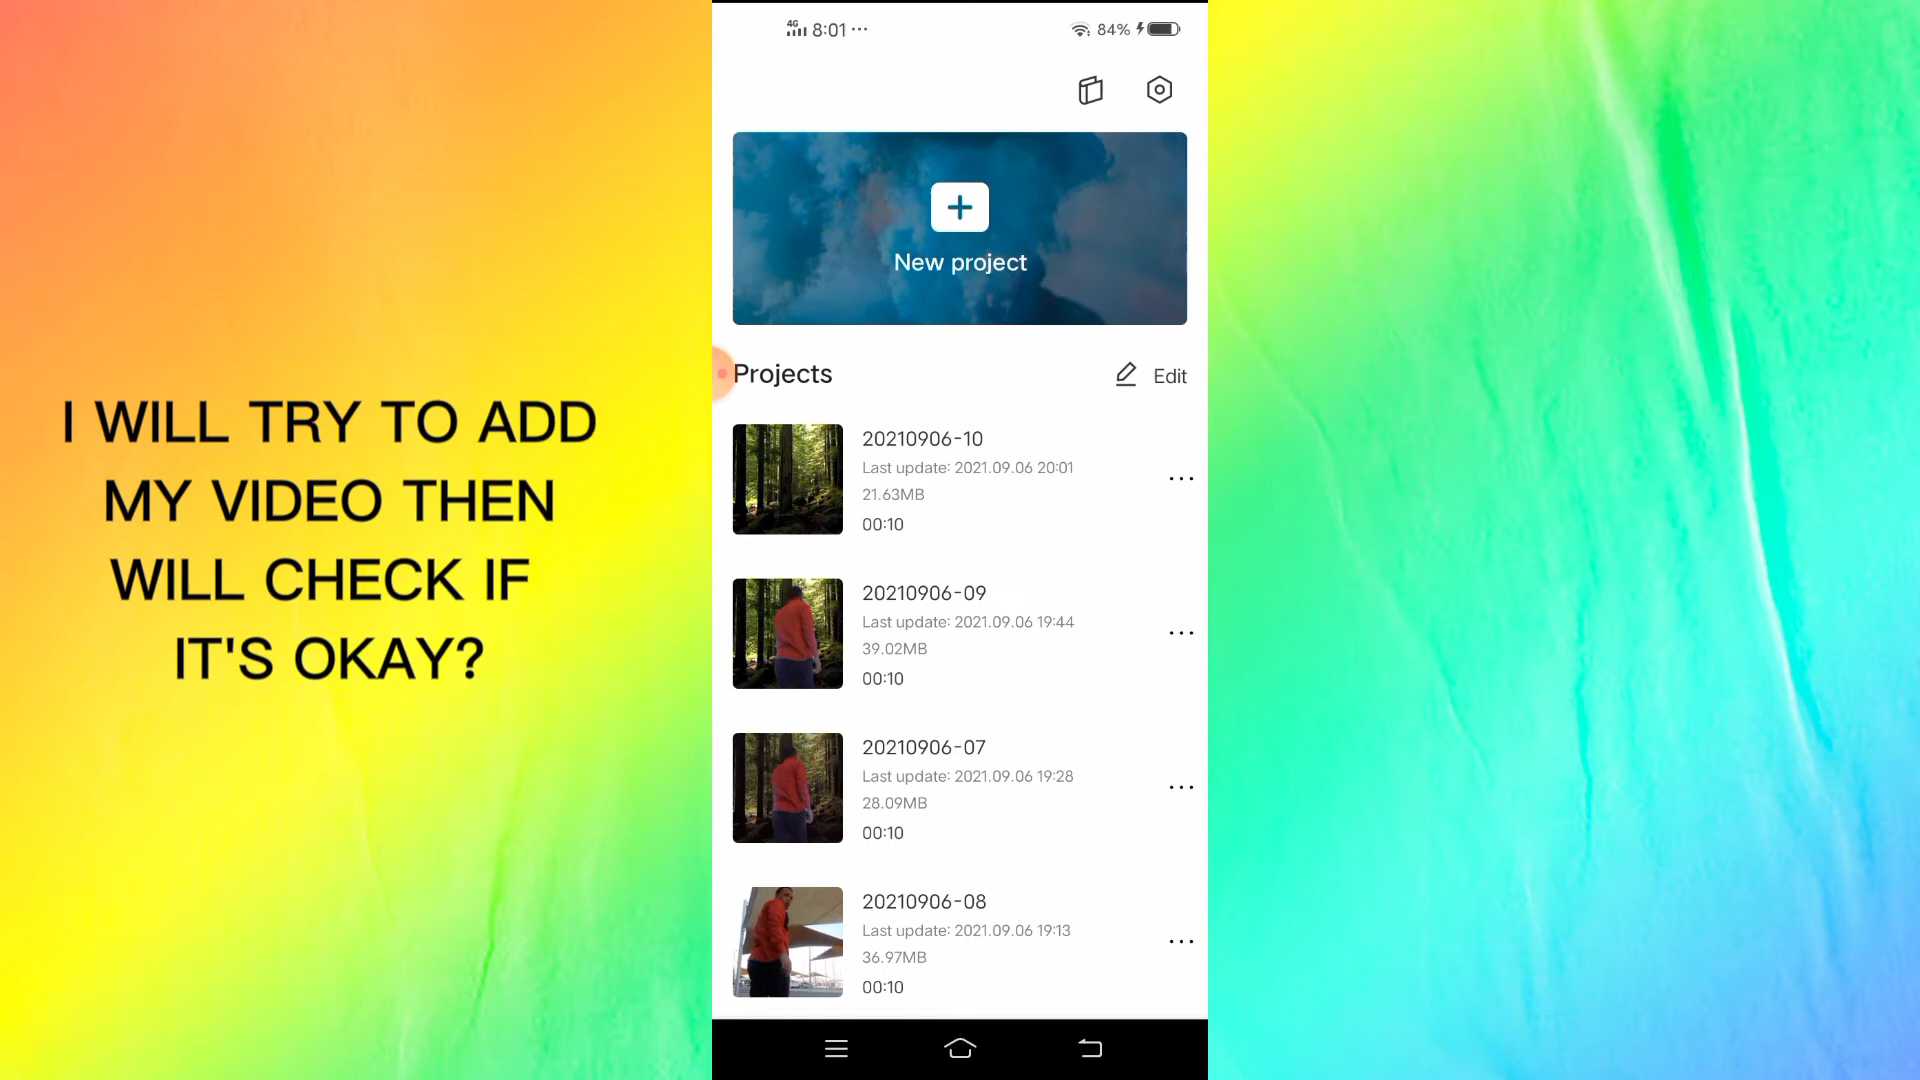 I WILL TRY TO ADD
MY VIDEO THEN
WILL CHECK IF
IT'S OKAY?
4G 8:01 ··· 84%
New project
Projects
Edit
20210906-10
Last update: 2021.09.06 20:01
21.63MB
00:10
20210906-09
Last update: 2021.09.06 19:44
39.02MB
00:10
20210906-07
Last update: 2021.09.06 19:28
28.09MB
00:10
20210906-08
Last update: 2021.09.06 19:13
36.97MB
00:10